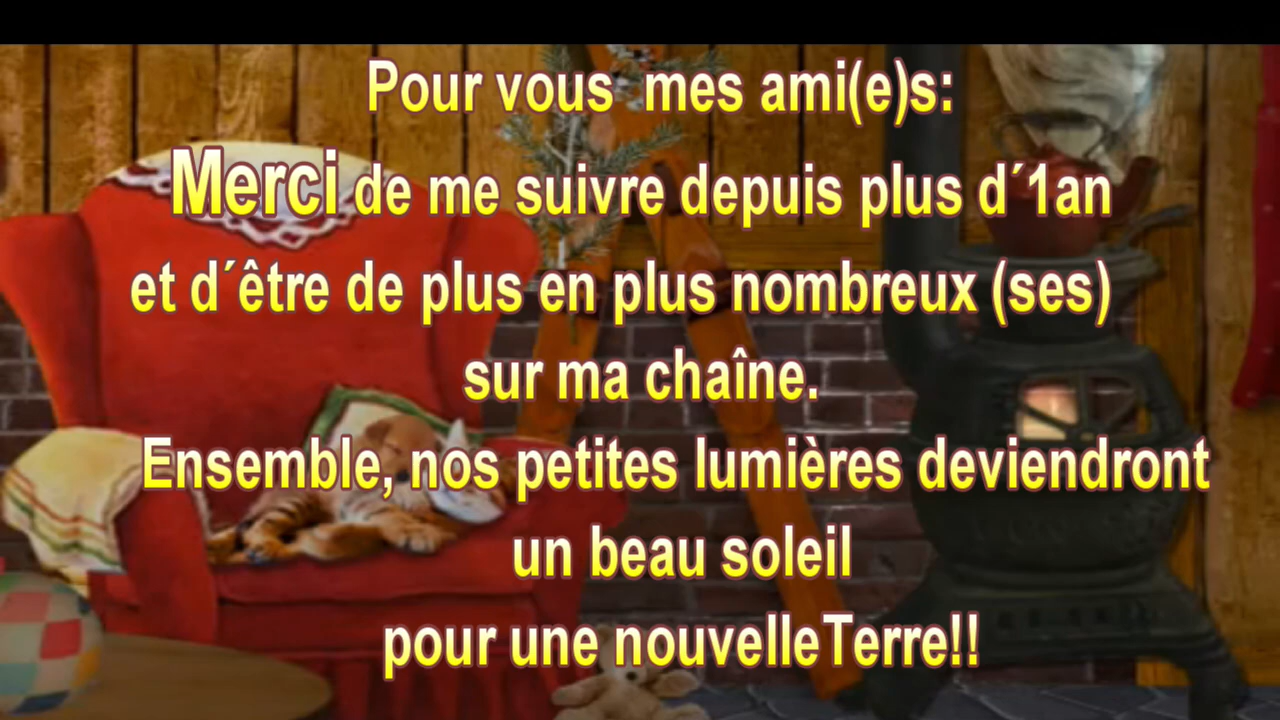 Pour vous mes ami(e)s:
Merci de me suivre depuis plus d´1an
et d´être de plus en plus nombreux (ses)
sur ma chaîne.
Ensemble, nos petites lumières deviendront
un beau soleil
pour une nouvelleTerre!!